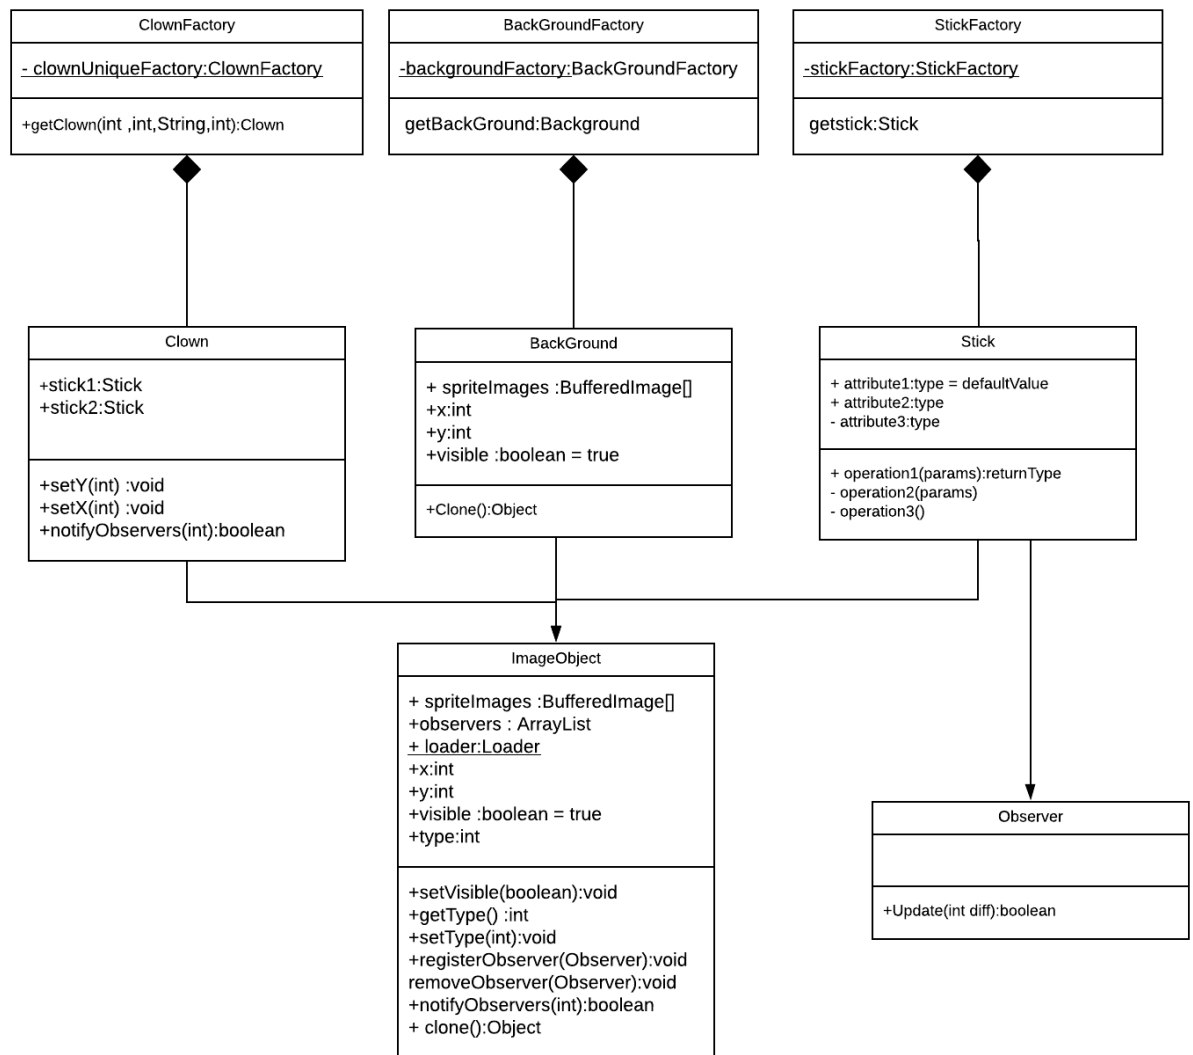 ClownFactory
- clownUniqueFactory:ClownFactory
+getClown(int ,int,String,int):Clown
BackGroundFactory
-backgroundFactory:BackGroundFactory
getBackGround:Background
StickFactory
-stickFactory:StickFactory
getstick:Stick
Clown
+stick1:Stick
+stick2:Stick
+setY(int) :void
+setX(int) :void
+notifyObservers(int):boolean
BackGround
+ spriteImages :BufferedImage[]
+x:int
+y:int
+visible :boolean = true
+Clone():Object
Stick
+ attribute1:type = defaultValue
+ attribute2:type
- attribute3:type
+ operation1(params):returnType
- operation2(params)
- operation3()
ImageObject
+ spriteImages :BufferedImage[]
+observers : ArrayList
+ loader:Loader
+x:int
+y:int
+visible :boolean = true
+type:int
+setVisible(boolean):void
+getType() :int
+setType(int):void
+registerObserver(Observer):void
removeObserver(Observer):void
+notifyObservers(int):boolean
+ clone():Object
Observer
+Update(int diff):boolean